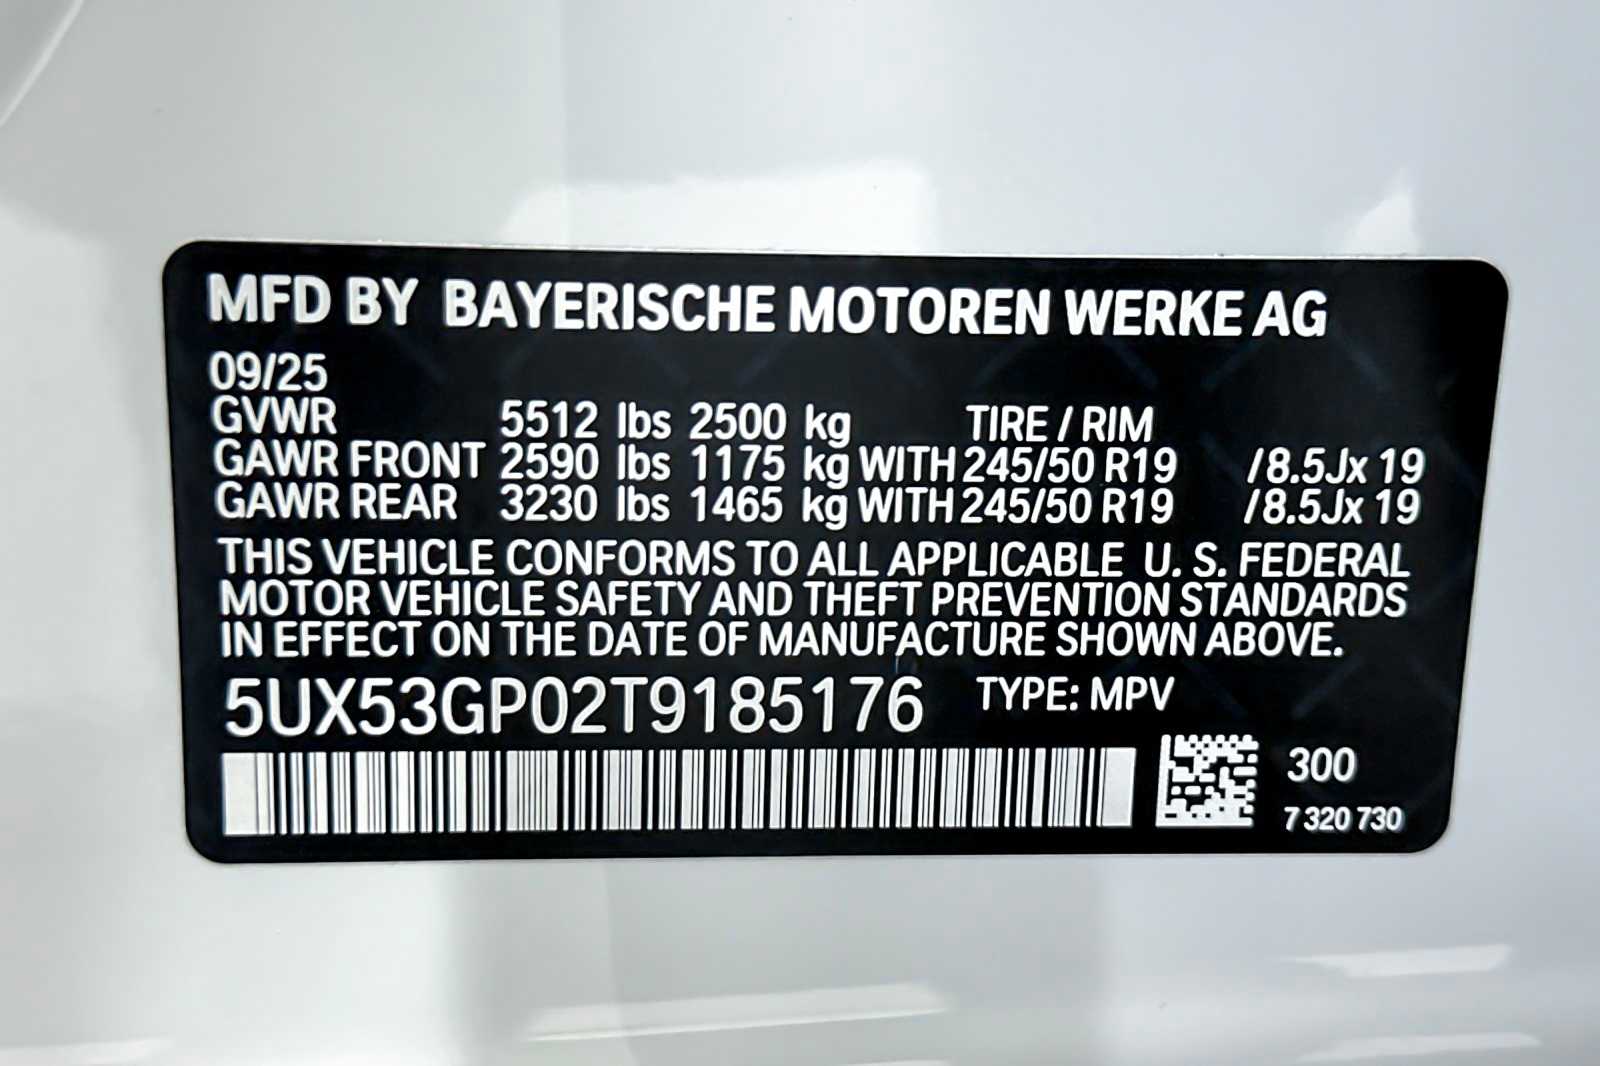 MFD BY BAYERISCHE MOTOREN WERKE AG
09/25
GVWR 5512 lbs 2500 kg TIRE / RIM
GAWR FRONT 2590 lbs 1175 kg WITH 245/50 R19 /8.5Jx 19
GAWR REAR 3230 lbs 1465 kg WITH 245/50 R19 /8.5Jx 19
THIS VEHICLE CONFORMS TO ALL APPLICABLE U. S. FEDERAL
MOTOR VEHICLE SAFETY AND THEFT PREVENTION STANDARDS
IN EFFECT ON THE DATE OF MANUFACTURE SHOWN ABOVE.
5UX53GP02T9185176 TYPE: MPV
300
7 320 730